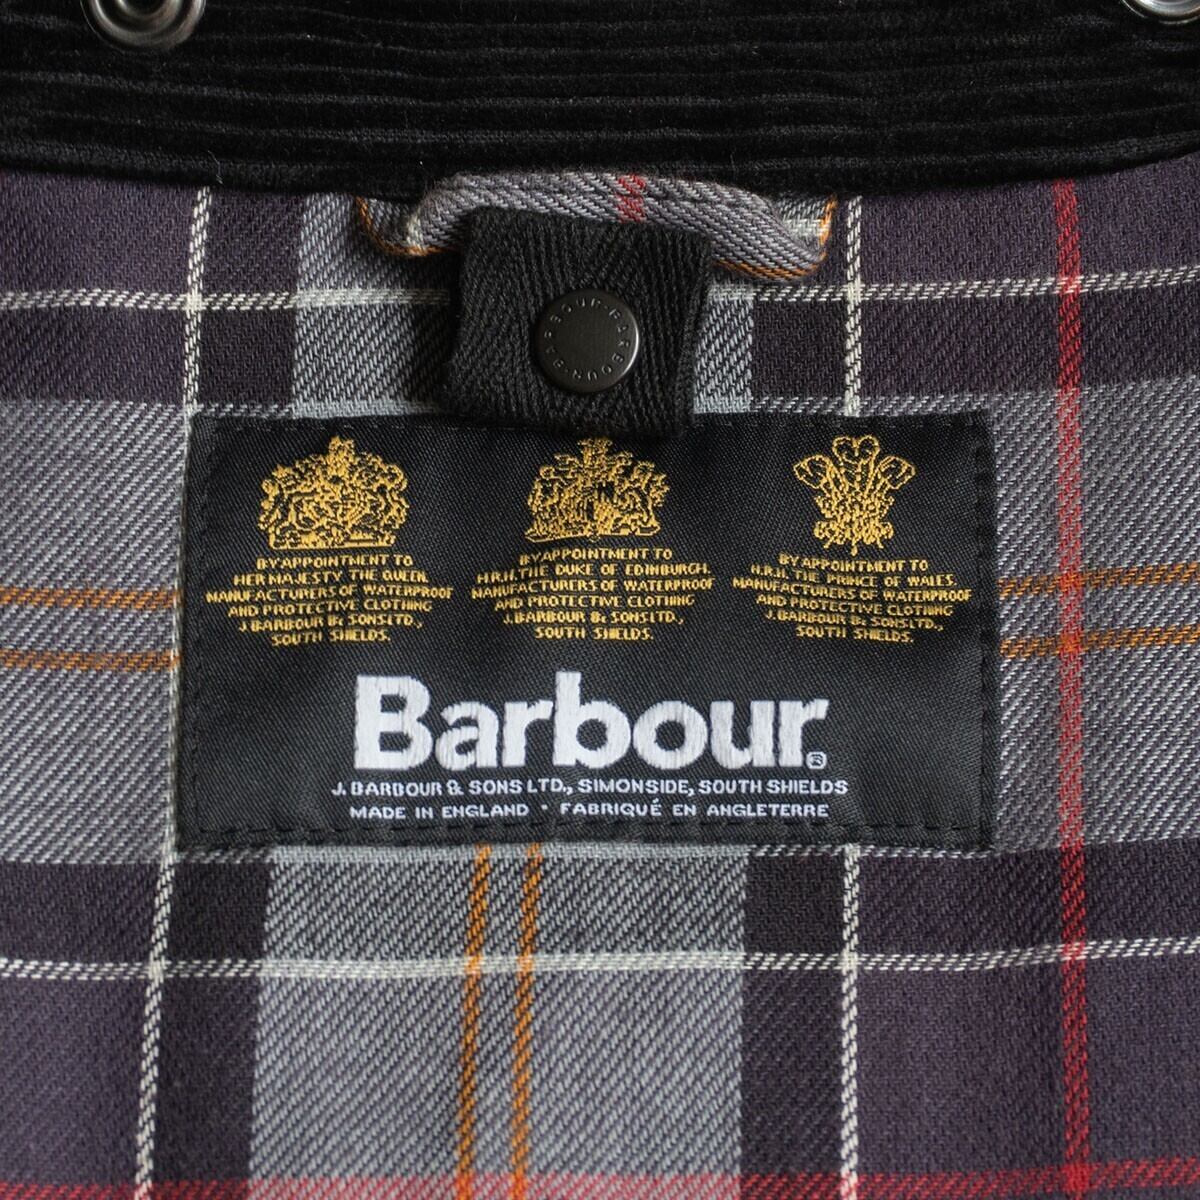 BARBOUR · BARBOUR · BARBOUR
BY APPOINTMENT TO
HER MAJESTY THE QUEEN
MANUFACTURERS OF WATERPROOF
AND PROTECTIVE CLOTHING
J. BARBOUR & SONS LTD.,
SOUTH SHIELDS.
BY APPOINTMENT TO
H.R.H. THE DUKE OF EDINBURGH.
MANUFACTURERS OF WATERPROOF
AND PROTECTIVE CLOTHING
J. BARBOUR & SONS LTD.,
SOUTH SHIELDS.
BY APPOINTMENT TO
H.R.H. THE PRINCE OF WALES.
MANUFACTURERS OF WATERPROOF
AND PROTECTIVE CLOTHING
J. BARBOUR & SONS LTD.,
SOUTH SHIELDS.
Barbour®
J. BARBOUR & SONS LTD., SIMONSIDE, SOUTH SHIELDS
MADE IN ENGLAND · FABRIQUÉ EN ANGLETERRE